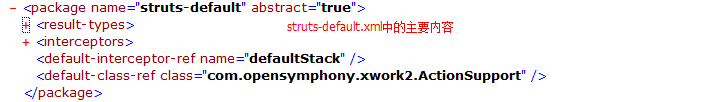 - <package name="struts-default" abstract="true">
+ <result-types> struts-default.xml中的主要内容
+ <interceptors>
<default-interceptor-ref name="defaultStack" />
<default-class-ref class="com.opensymphony.xwork2.ActionSupport" />
</package>